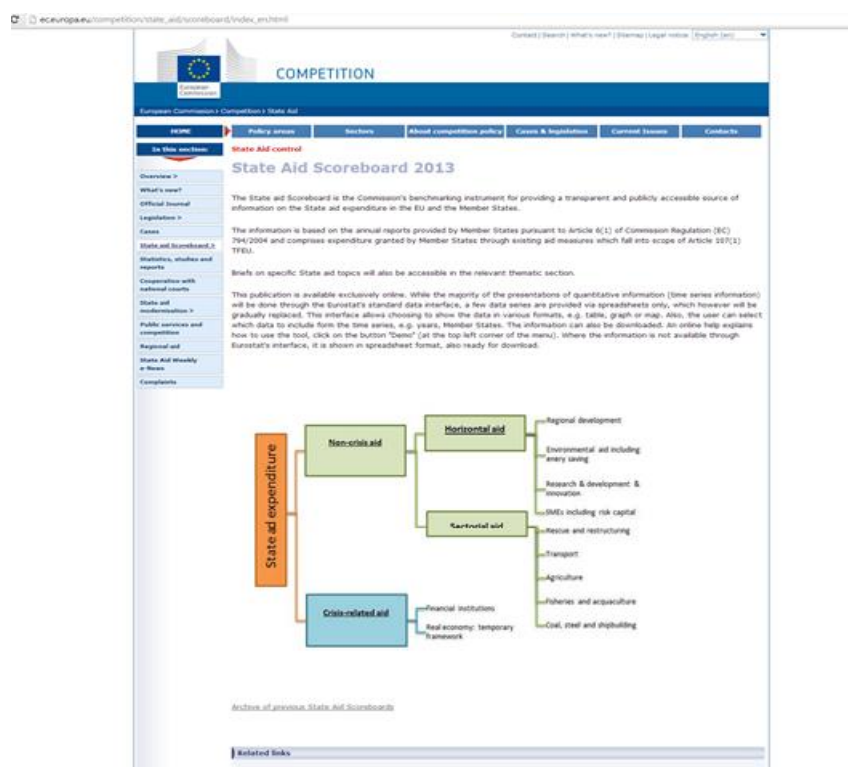 ec.europa.eu/competition/state_aid/scoreboard/index_en.html
Contact | Search | What's new? | Sitemap | Legal notice English (en)
COMPETITION
European
Commission
European Commission > Competition > State Aid
HOME
Policy areas
Sectors
About competition policy
Cases & legislation
Current Issues
Contacts
In this section:
Overview >
What's new?
Official Journal
Legislation >
Cases
State aid Scoreboard >
Statistics, studies and
reports
Cooperation with
national courts
State aid
modernisation >
Public services and
competition
Regional aid
State Aid Weekly
e-News
Complaints
State Aid control
State Aid Scoreboard 2013
The State aid Scoreboard is the Commission's benchmarking instrument for providing a transparent and publicly accessible source of
information on the State aid expenditure in the EU and the Member States.
The information is based on the annual reports provided by Member States pursuant to Article 6(1) of Commission Regulation (EC)
794/2004 and comprises expenditure granted by Member States through existing aid measures which fall into scope of Article 107(1)
TFEU.
Briefs on specific State aid topics will also be accessible in the relevant thematic section.
This publication is available exclusively online. While the majority of the presentations of quantitative information (time series information)
will be done through the Eurostat's standard data interface, a few data series are provided via spreadsheets only, which however will be
gradually replaced. This interface allows choosing to show the data in various formats, e.g. table, graph or map. Also, the user can select
which data to include form the time series, e.g. years, Member States. The information can also be downloaded. An online help explains
how to use the tool, click on the button "Demo" (at the top left corner of the menu). Where the information is not available through
Eurostat's interface, it is shown in spreadsheet format, also ready for download.
State ad expenditure
Non-crisis aid
Horizontal aid
Regional development
Environmental aid including
enery saving
Research & development &
innovation
SMEs including risk capital
Sectorial aid
Rescue and restructuring
Transport
Agriculture
Fisheries and acquaculture
Coal, steel and shipbuilding
Crisis-related aid
Financial institutions
Real economy: temporary
framework
Archive of previous State Aid Scoreboards
Related links